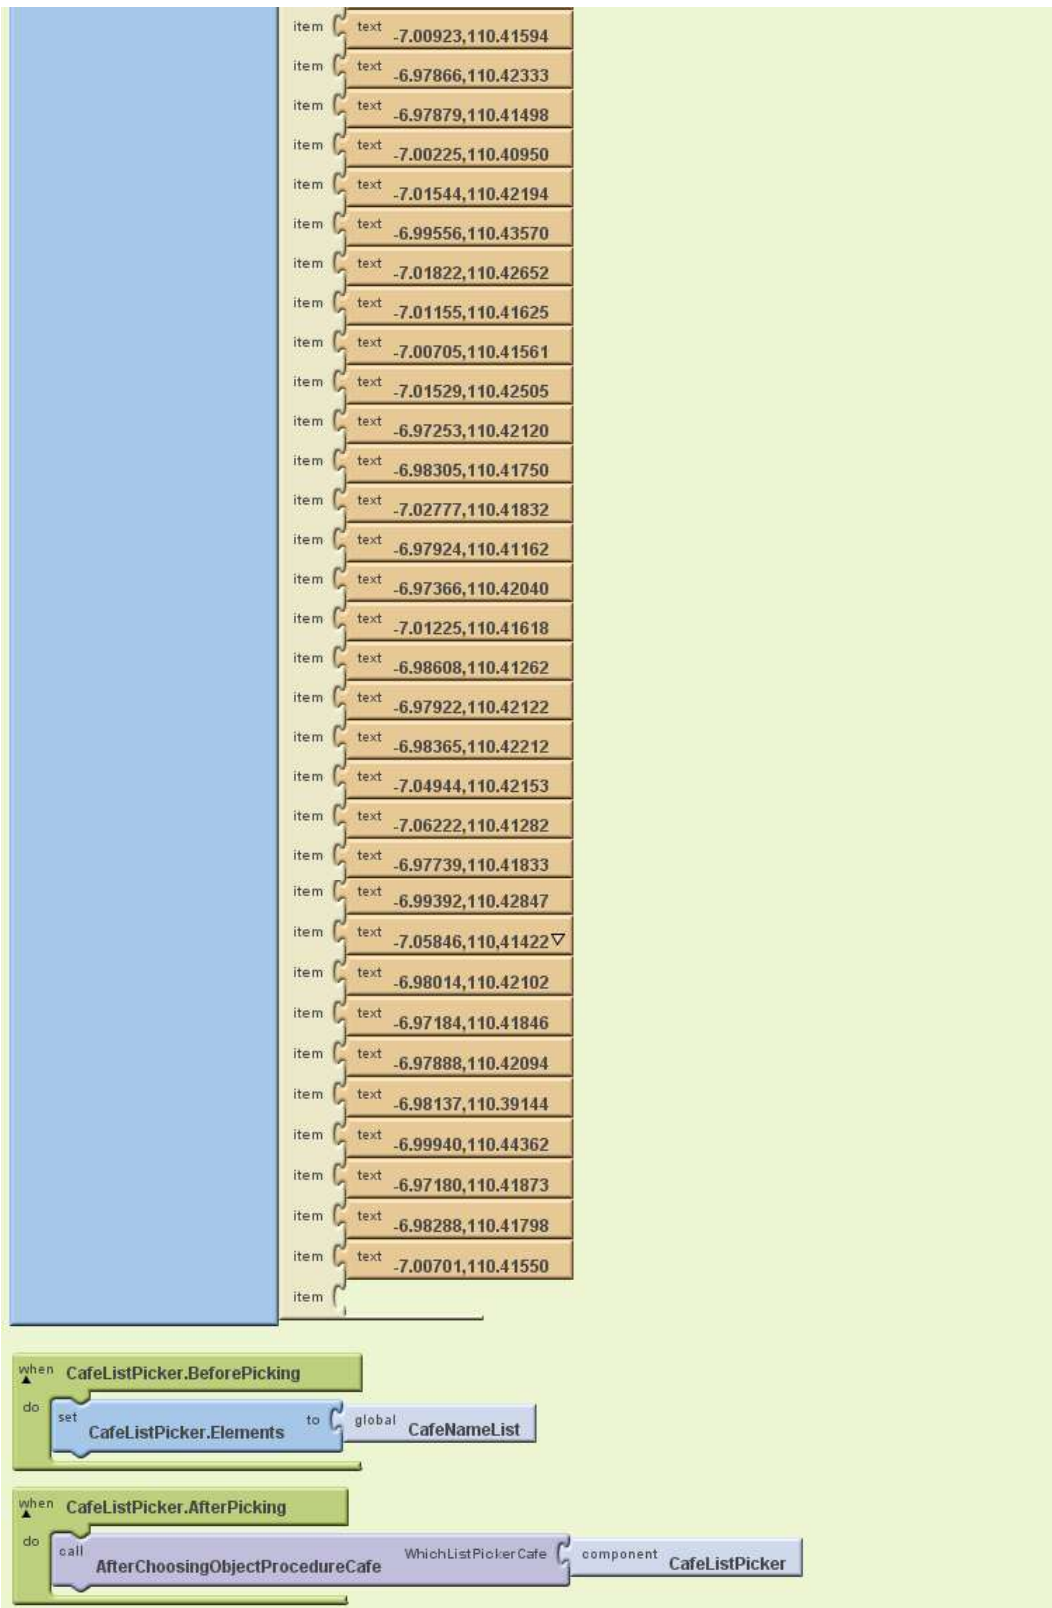 item text -7.00923,110.41594
item text -6.97866,110.42333
item text -6.97879,110.41498
item text -7.00225,110.40950
item text -7.01544,110.42194
item text -6.99556,110.43570
item text -7.01822,110.42652
item text -7.01155,110.41625
item text -7.00705,110.41561
item text -7.01529,110.42505
item text -6.97253,110.42120
item text -6.98305,110.41750
item text -7.02777,110.41832
item text -6.97924,110.41162
item text -6.97366,110.42040
item text -7.01225,110.41618
item text -6.98608,110.41262
item text -6.97922,110.42122
item text -6.98365,110.42212
item text -7.04944,110.42153
item text -7.06222,110.41282
item text -6.97739,110.41833
item text -6.99392,110.42847
item text -7.05846,110,41422
item text -6.98014,110.42102
item text -6.97184,110.41846
item text -6.97888,110.42094
item text -6.98137,110.39144
item text -6.99940,110.44362
item text -6.97180,110.41873
item text -6.98288,110.41798
item text -7.00701,110.41550
item
when CafeListPicker.BeforePicking
do set CafeListPicker.Elements to global CafeNameList
when CafeListPicker.AfterPicking
do call AfterChoosingObjectProcedureCafe WhichListPickerCafe component CafeListPicker